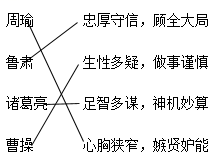 周瑜 忠厚守信，顾全大局
鲁肃 生性多疑，做事谨慎
诸葛亮 足智多谋，神机妙算
曹操 心胸狭窄，嫉贤妒能